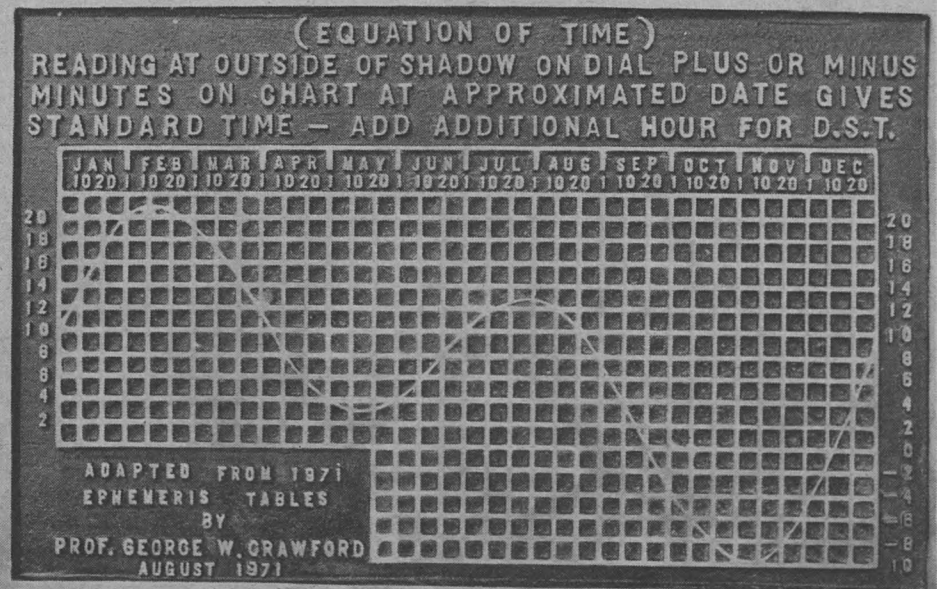 (EQUATION OF TIME)
READING AT OUTSIDE OF SHADOW ON DIAL PLUS OR MINUS
MINUTES ON CHART AT APPROXIMATED DATE GIVES
STANDARD TIME — ADD ADDITIONAL HOUR FOR D.S.T.
JAN FEB MAR APR MAY JUN JUL AUG SEP OCT NOV DEC
10 20 1 10 20 1 10 20 1 10 20 1 10 20 1 10 20 1 10 20 1 10 20 1 10 20 1 10 20 1 10 20 1 10 20
20 20
18 18
16 16
14 14
12 12
10 10
8 8
6 6
4 4
2 2
0
-2
-4
-6
-8
10
ADAPTED FROM 1971
EPHEMERIS TABLES
BY
PROF. GEORGE W. CRAWFORD
AUGUST 1971